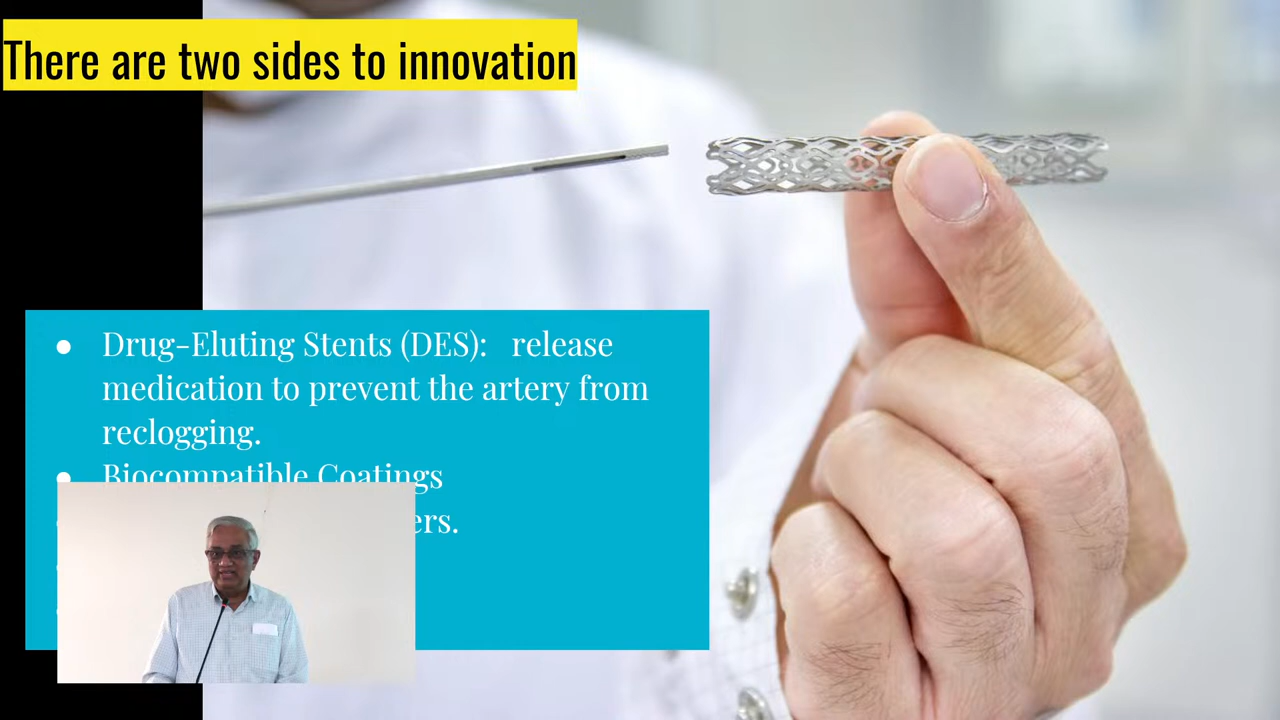 There are two sides to innovation
● Drug-Eluting Stents (DES): release
medication to prevent the artery from
reclogging.
● Biocompatible Coatings